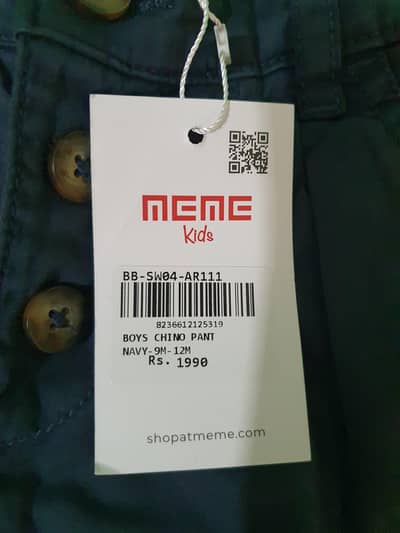 MEME
Kids
BB-SW04-AR111
8236612125319
BOYS CHINO PANT
NAVY-9M-12M
Rs. 1990
shopatmeme.com